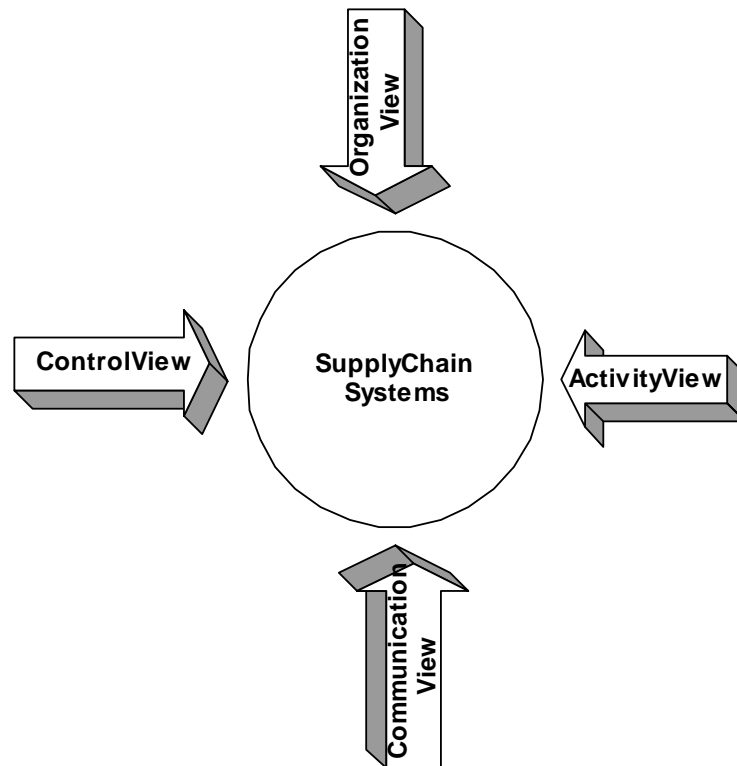 Organization
View
ControlView
SupplyChain
Systems
ActivityView
Communication
View